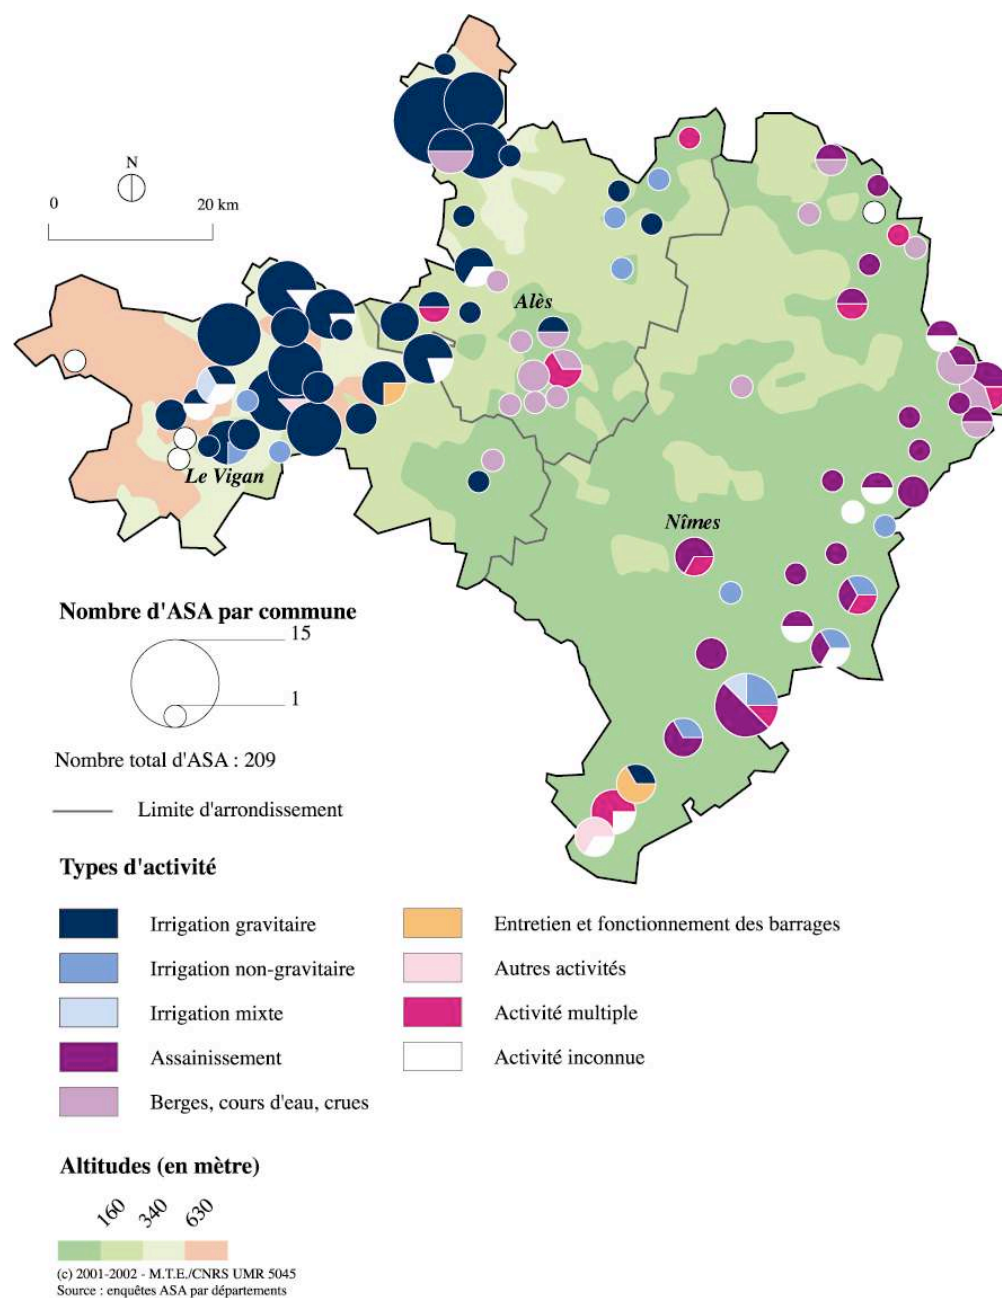 N
0
20 km
Alès
Le Vigan
Nîmes
Nombre d'ASA par commune
15
1
Nombre total d'ASA : 209
Limite d'arrondissement
Types d'activité
Irrigation gravitaire
Irrigation non-gravitaire
Irrigation mixte
Assainissement
Berges, cours d'eau, crues
Entretien et fonctionnement des barrages
Autres activités
Activité multiple
Activité inconnue
Altitudes (en mètre)
160
340
630
(c) 2001-2002 - M.T.E./CNRS UMR 5045
Source : enquêtes ASA par départements